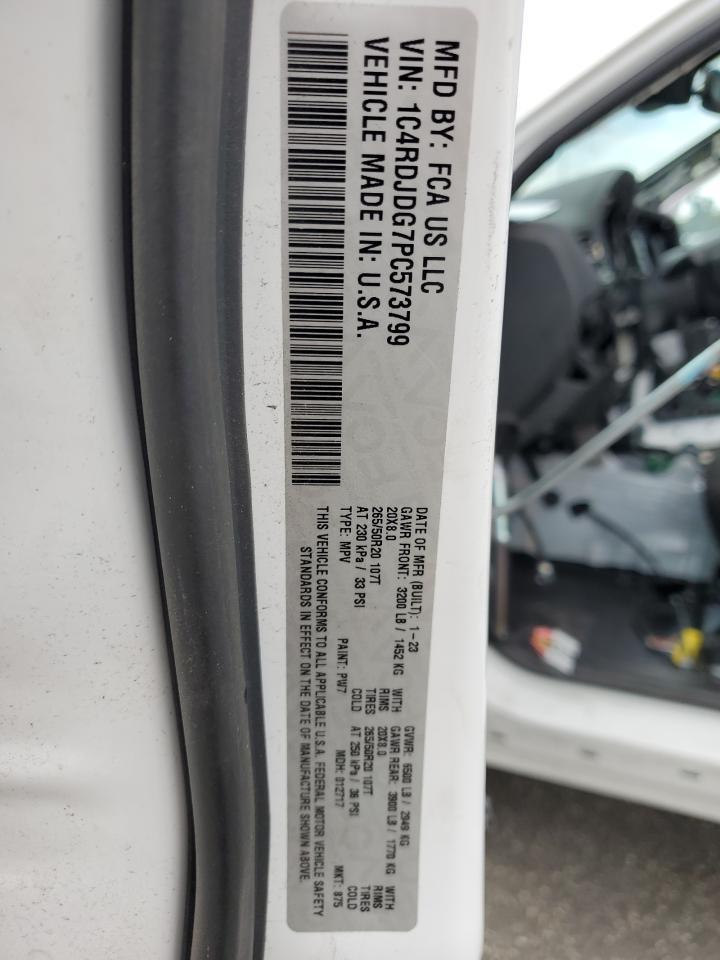 MFD BY: FCA US LLC
VIN: 1C4RDJDG7PC573799
VEHICLE MADE IN: U.S.A.
DATE OF MFR (BUILT): 1-23 GVWR: 6500 LB / 2949 KG
GAWR FRONT: 3200 LB / 1452 KG WITH GAWR REAR: 3900 LB / 1770 KG WITH
20X8.0 RIMS 20X8.0 RIMS
265/50R20 107T TIRES 265/50R20 107T TIRES
AT 230 kPa / 33 PSI COLD AT 250 kPa / 36 PSI COLD
TYPE: MPV PAINT: PW7 MDH: 012717 MKT: 875
THIS VEHICLE CONFORMS TO ALL APPLICABLE U.S.A. FEDERAL MOTOR VEHICLE SAFETY
STANDARDS IN EFFECT ON THE DATE OF MANUFACTURE SHOWN ABOVE.